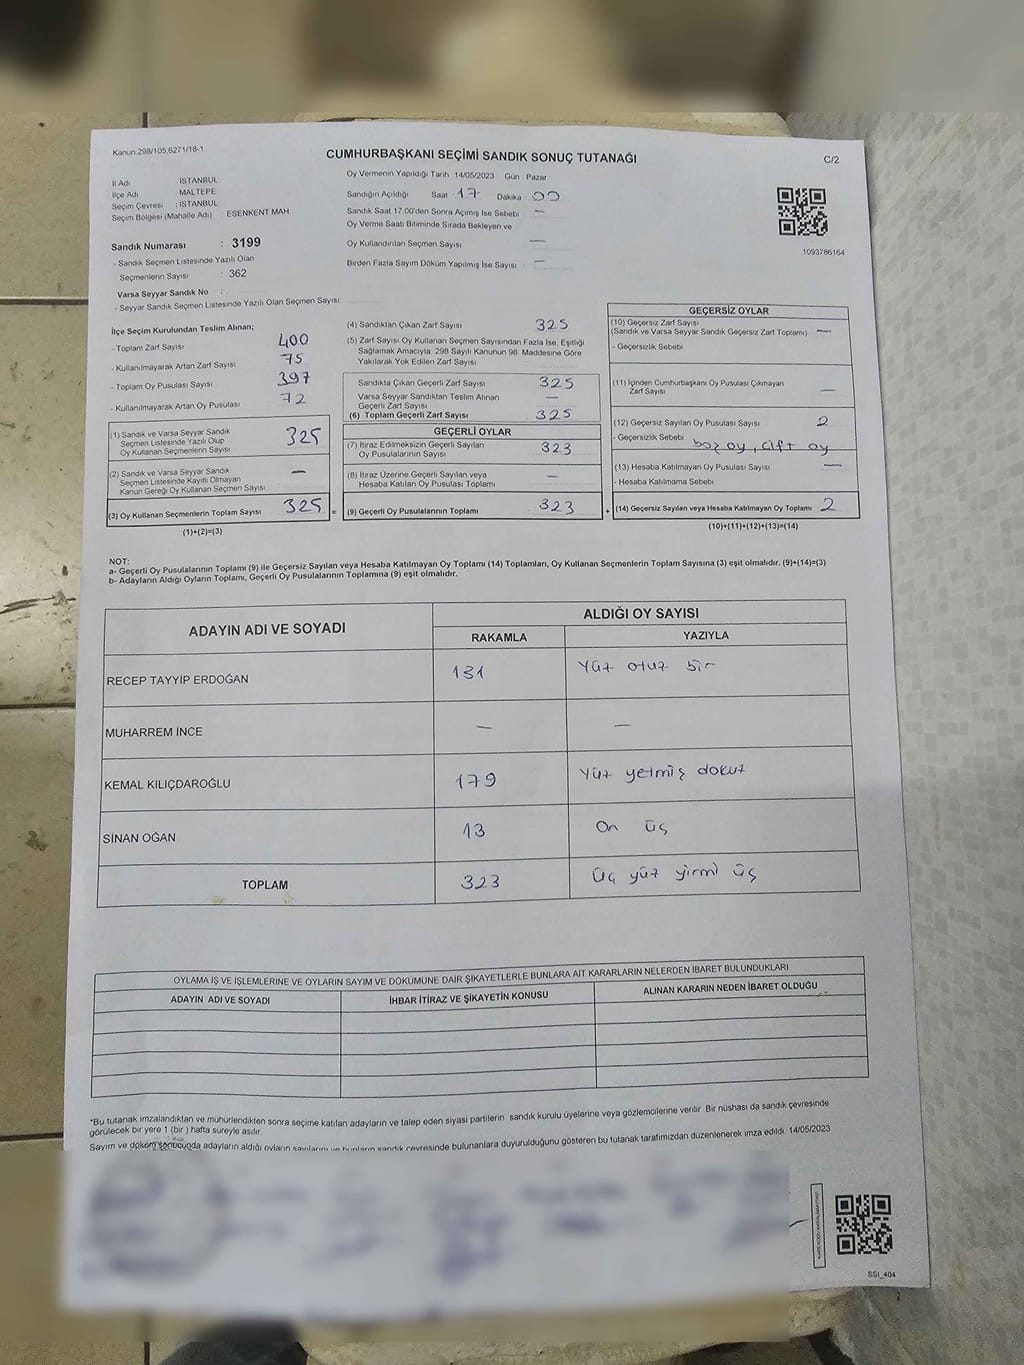 Kanun.298/105,6271/18-1
CUMHURBAŞKANI SEÇİMİ SANDIK SONUÇ TUTANAĞI
C/2
İl Adı İSTANBUL
İlçe Adı MALTEPE
Seçim Çevresi : İSTANBUL
Seçim Bölgesi (Mahalle Adı) ESENKENT MAH
Sandık Numarası : 3199
- Sandık Seçmen Listesinde Yazılı Olan
Seçmenlerin Sayısı : 362
Varsa Seyyar Sandık No :
- Seyyar Sandık Seçmen Listesinde Yazılı Olan Seçmen Sayısı
Oy Vermenin Yapıldığı Tarih 14/05/2023 Gün : Pazar
Sandığın Açıldığı Saat 17 Dakika : 00
Sandık Saat 17:00'den Sonra Açılmış İse Sebebi —
Oy Verme Saati Bitiminde Sırada Bekleyen ve
Oy Kullandırılan Seçmen Sayısı —
Birden Fazla Sayım Döküm Yapılmış İse Sayısı : —
1093786164
İlçe Seçim Kurulundan Teslim Alınan;
- Toplam Zarf Sayısı 400
- Kullanılmayarak Artan Zarf Sayısı 75
- Toplam Oy Pusulası Sayısı 397
- Kullanılmayarak Artan Oy Pusulası 72
(1) Sandık ve Varsa Seyyar Sandık
Seçmen Listesinde Yazılı Olup
Oy Kullanan Seçmenlerin Sayısı 325
(2) Sandık ve Varsa Seyyar Sandık
Seçmen Listesinde Kayıtlı Olmayan
Kanun Gereği Oy Kullanan Seçmen Sayısı —
(3) Oy Kullanan Seçmenlerin Toplam Sayısı 325 =
(1)+(2)=(3)
(4) Sandıktan Çıkan Zarf Sayısı 325
(5) Zarf Sayısı Oy Kullanan Seçmen Sayısından Fazla İse, Eşitliği
Sağlamak Amacıyla: 298 Sayılı Kanunun 98. Maddesine Göre
Yakılarak Yok Edilen Zarf Sayısı
Sandıkta Çıkan Geçerli Zarf Sayısı 325
Varsa Seyyar Sandıktan Teslim Alınan
Geçerli Zarf Sayısı —
(6) Toplam Geçerli Zarf Sayısı 325
GEÇERLİ OYLAR
(7) İtiraz Edilmeksizin Geçerli Sayılan
Oy Pusulalarının Sayısı 323
(8) İtiraz Üzerine Geçerli Sayılan veya
Hesaba Katılan Oy Pusulası Toplamı —
(9) Geçerli Oy Pusulalarının Toplamı 323 +
GEÇERSİZ OYLAR
(10) Geçersiz Zarf Sayısı
(Sandık ve Varsa Seyyar Sandık Geçersiz Zarf Toplamı) —
- Geçersizlik Sebebi
(11) İçinden Cumhurbaşkanı Oy Pusulası Çıkmayan
Zarf Sayısı —
(12) Geçersiz Sayılan Oy Pusulası Sayısı 2
- Geçersizlik Sebebi boş oy, çift oy
(13) Hesaba Katılmayan Oy Pusulası Sayısı —
- Hesaba Katılmama Sebebi
(14) Geçersiz Sayılan veya Hesaba Katılmayan Oy Toplamı 2
(10)+(11)+(12)+(13)=(14)
NOT:
a- Geçerli Oy Pusulalarının Toplamı (9) ile Geçersiz Sayılan veya Hesaba Katılmayan Oy Toplamı (14) Toplamları, Oy Kullanan Seçmenlerin Toplam Sayısına (3) eşit olmalıdır. (9)+(14)=(3)
b- Adayların Aldığı Oyların Toplamı, Geçerli Oy Pusulalarının Toplamına (9) eşit olmalıdır.
ADAYIN ADI VE SOYADI
ALDIĞI OY SAYISI
RAKAMLA YAZIYLA
RECEP TAYYİP ERDOĞAN 131 Yüz otuz bir
MUHARREM İNCE — —
KEMAL KILIÇDAROĞLU 179 Yüz yetmiş dokuz
SİNAN OĞAN 13 On üç
TOPLAM 323 Üç yüz yirmi üç
OYLAMA İŞ VE İŞLEMLERİNE VE OYLARIN SAYIM VE DÖKÜMÜNE DAİR ŞİKAYETLERLE BUNLARA AİT KARARLARIN NELERDEN İBARET BULUNDUKLARI
ADAYIN ADI VE SOYADI İHBAR İTİRAZ VE ŞİKAYETİN KONUSU ALINAN KARARIN NEDEN İBARET OLDUĞU
*Bu tutanak imzalandıktan ve mühürlendikten sonra seçime katılan adayların ve talep eden siyasi partilerin sandık kurulu üyelerine veya gözlemcilerine verilir. Bir nüshası da sandık çevresinde
görülecek bir yere 1 (bir) hafta süreyle asılır.
Sayım ve döküm sonucunda adayların aldığı oyların sayılarını ve bunların sandık çevresinde bulunanlara duyurulduğunu gösteren bu tutanak tarafımızdan düzenlenerek imza edildi. 14/05/2023
SSI_404